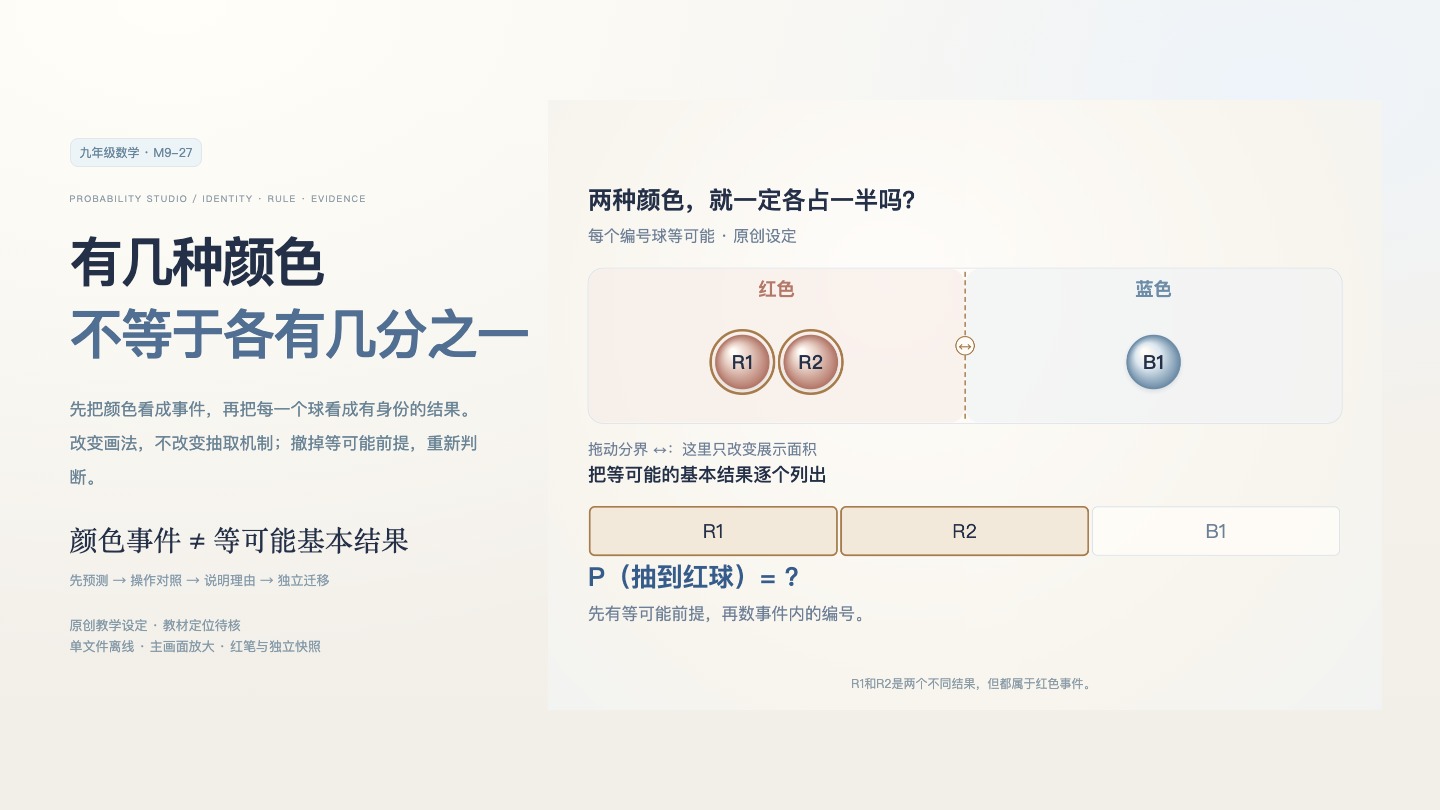 九年级数学 · M9–27
PROBABILITY STUDIO / IDENTITY · RULE · EVIDENCE
有几种颜色
不等于各有几分之一
先把颜色看成事件，再把每一个球看成有身份的结果。
改变画法，不改变抽取机制；撤掉等可能前提，重新判
断。
颜色事件 ≠ 等可能基本结果
先预测 → 操作对照 → 说明理由 → 独立迁移
原创教学设定 · 教材定位待核
单文件离线 · 主画面放大 · 红笔与独立快照
两种颜色，就一定各占一半吗？
每个编号球等可能 · 原创设定
红色
蓝色
R1
R2
↔
B1
拖动分界 ↔：这里只改变展示面积
把等可能的基本结果逐个列出
R1
R2
B1
P（抽到红球）= ？
先有等可能前提，再数事件内的编号。
R1和R2是两个不同结果，但都属于红色事件。